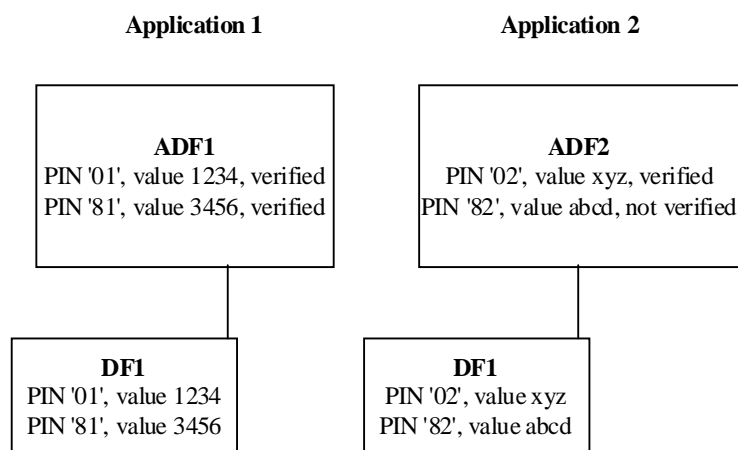 Application 1
Application 2
ADF1
PIN '01', value 1234, verified
PIN '81', value 3456, verified
ADF2
PIN '02', value xyz, verified
PIN '82', value abcd, not verified
DF1
PIN '01', value 1234
PIN '81', value 3456
DF1
PIN '02', value xyz
PIN '82', value abcd